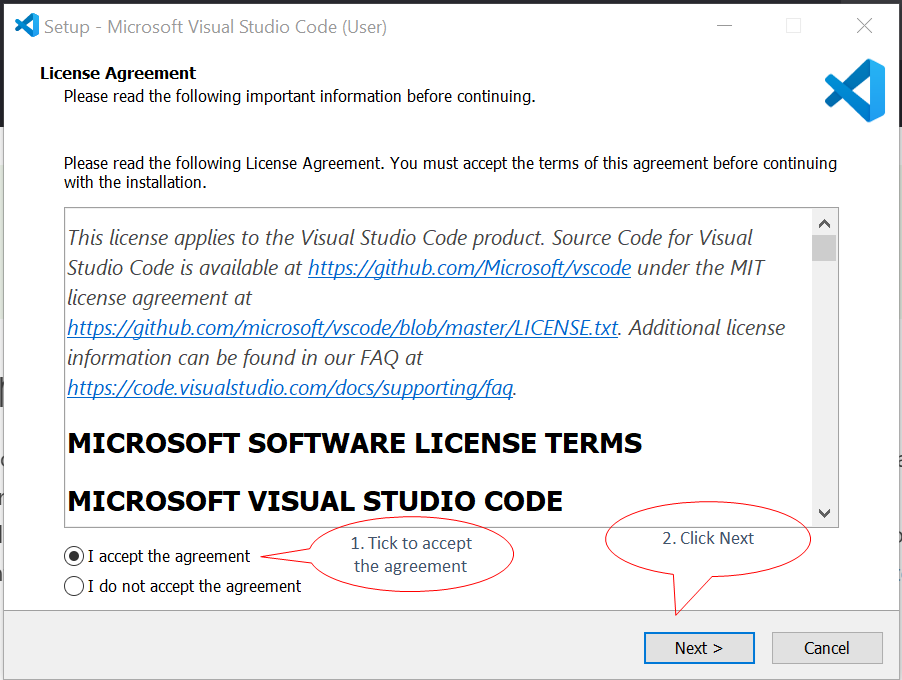 Setup - Microsoft Visual Studio Code (User)
License Agreement
Please read the following important information before continuing.
Please read the following License Agreement. You must accept the terms of this agreement before continuing
with the installation.
This license applies to the Visual Studio Code product. Source Code for Visual
Studio Code is available at https://github.com/Microsoft/vscode under the MIT
license agreement at
https://github.com/microsoft/vscode/blob/master/LICENSE.txt. Additional license
information can be found in our FAQ at
https://code.visualstudio.com/docs/supporting/faq.
MICROSOFT SOFTWARE LICENSE TERMS
MICROSOFT VISUAL STUDIO CODE
I accept the agreement
I do not accept the agreement
1. Tick to accept
the agreement
2. Click Next
Next >
Cancel